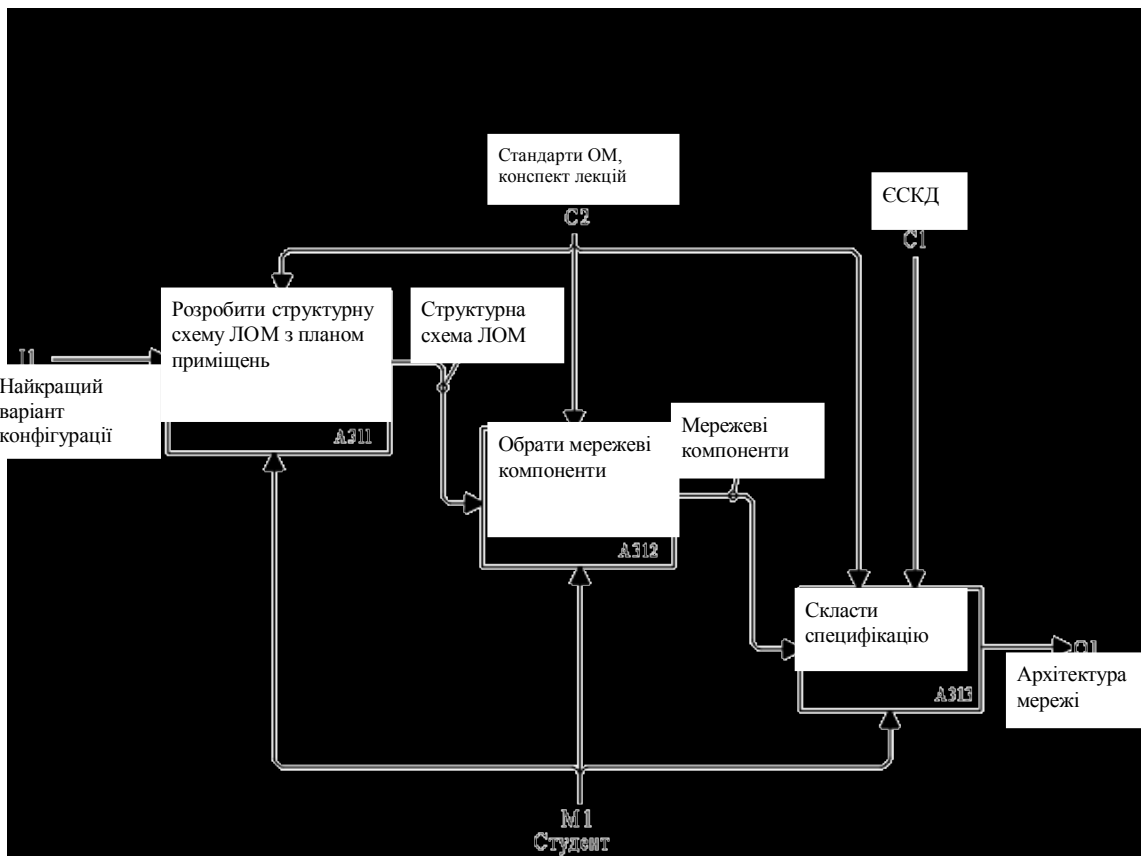 Стандарти ОМ,
конспект лекцій
C2
ЄСКД
C1
Розробити структурну
схему ЛОМ з планом
приміщень
A311
Структурна
схема ЛОМ
I1
Найкращий
варіант
конфігурації
Обрати мережеві
компоненти
A312
Мережеві
компоненти
Скласти
специфікацію
A313
O1
Архітектура
мережі
M1
Студент